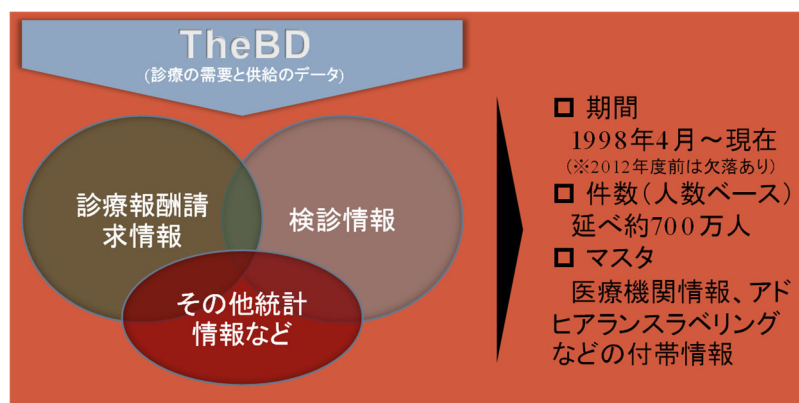 TheBD
(診療の需要と供給のデータ)
診療報酬請
求情報
検診情報
その他統計
情報など
期間
1998年4月～現在
(※2012年度前は欠落あり)
件数(人数ベース)
延べ約700万人
マスタ
医療機関情報、アド
ヒアランスラベリング
などの付帯情報